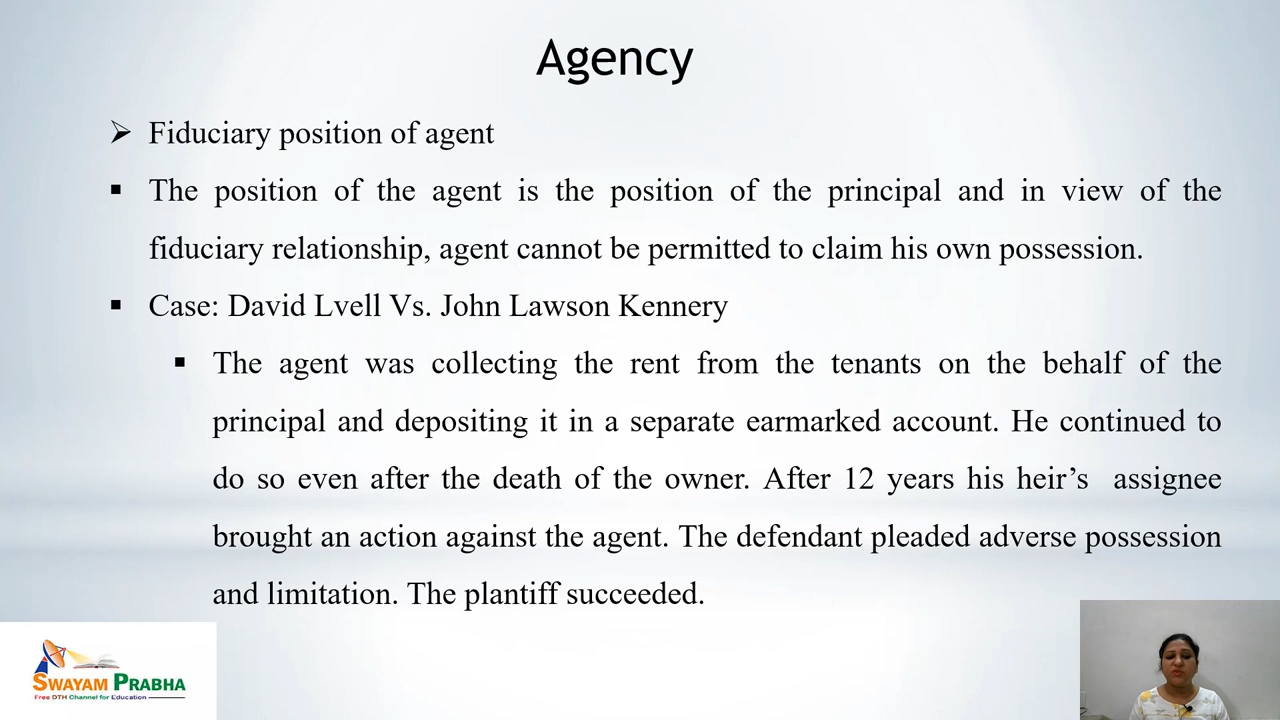 Agency
Fiduciary position of agent
The position of the agent is the position of the principal and in view of the
fiduciary relationship, agent cannot be permitted to claim his own possession.
Case: David Lvell Vs. John Lawson Kennery
The agent was collecting the rent from the tenants on the behalf of the
principal and depositing it in a separate earmarked account. He continued to
do so even after the death of the owner. After 12 years his heir’s assignee
brought an action against the agent. The defendant pleaded adverse possession
and limitation. The plantiff succeeded.
SWAYAM PRABHA
Free DTH Channel for Education